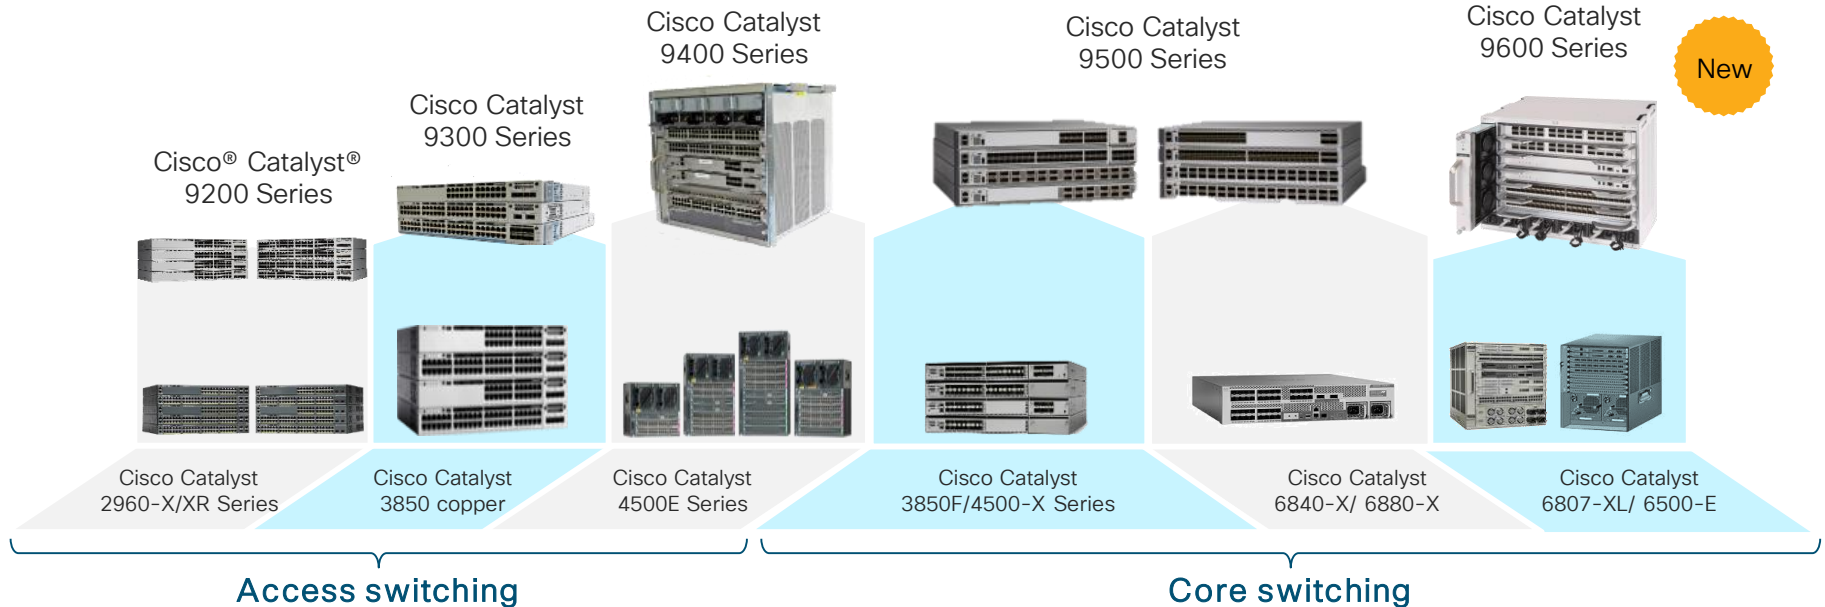 Cisco® Catalyst®
9200 Series
Cisco Catalyst
9300 Series
Cisco Catalyst
9400 Series
Cisco Catalyst
9500 Series
Cisco Catalyst
9600 Series
New
Cisco Catalyst
2960-X/XR Series
Cisco Catalyst
3850 copper
Cisco Catalyst
4500E Series
Cisco Catalyst
3850F/4500-X Series
Cisco Catalyst
6840-X/ 6880-X
Cisco Catalyst
6807-XL/ 6500-E
Access switching
Core switching